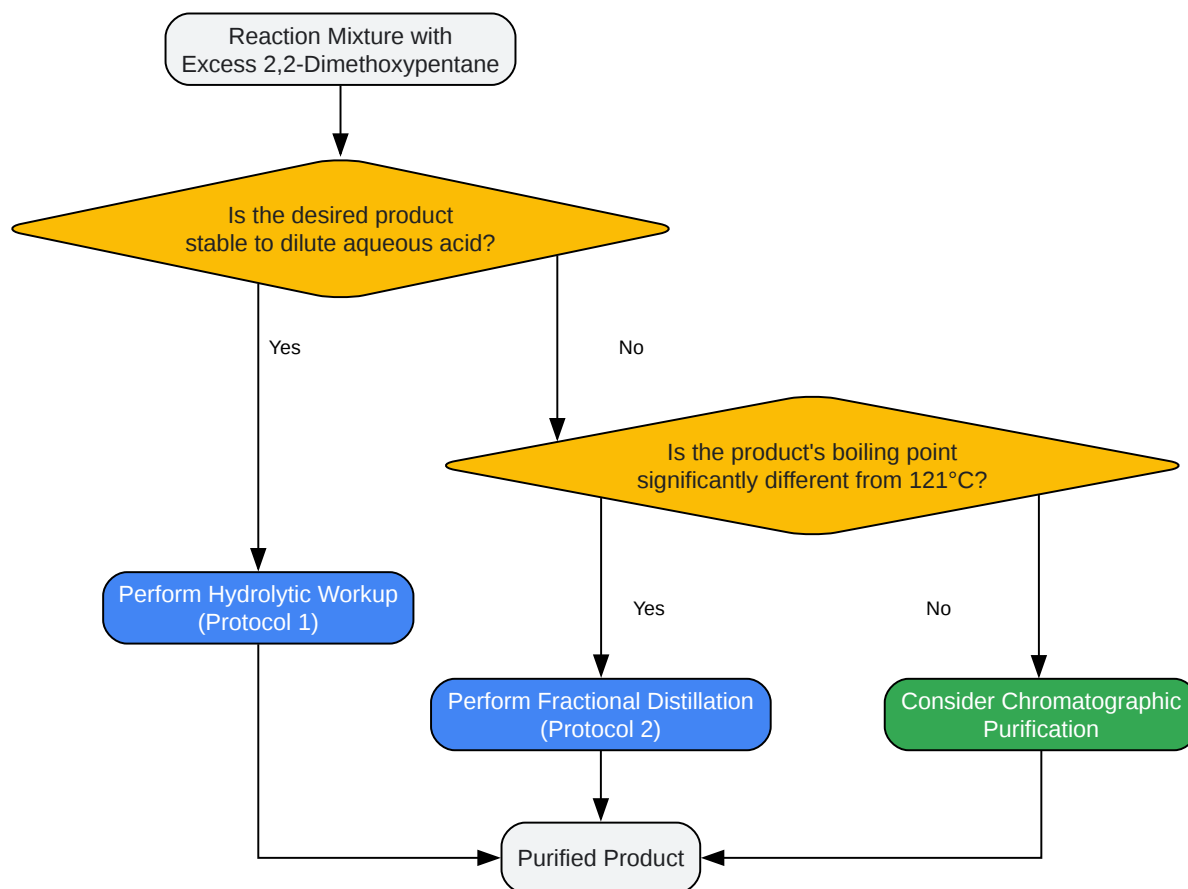 Reaction Mixture with
Excess 2,2-Dimethoxypentane
Is the desired product
stable to dilute aqueous acid?
Yes
No
Is the product's boiling point
significantly different from 121°C?
Perform Hydrolytic Workup
(Protocol 1)
Yes
No
Perform Fractional Distillation
(Protocol 2)
Consider Chromatographic
Purification
Purified Product